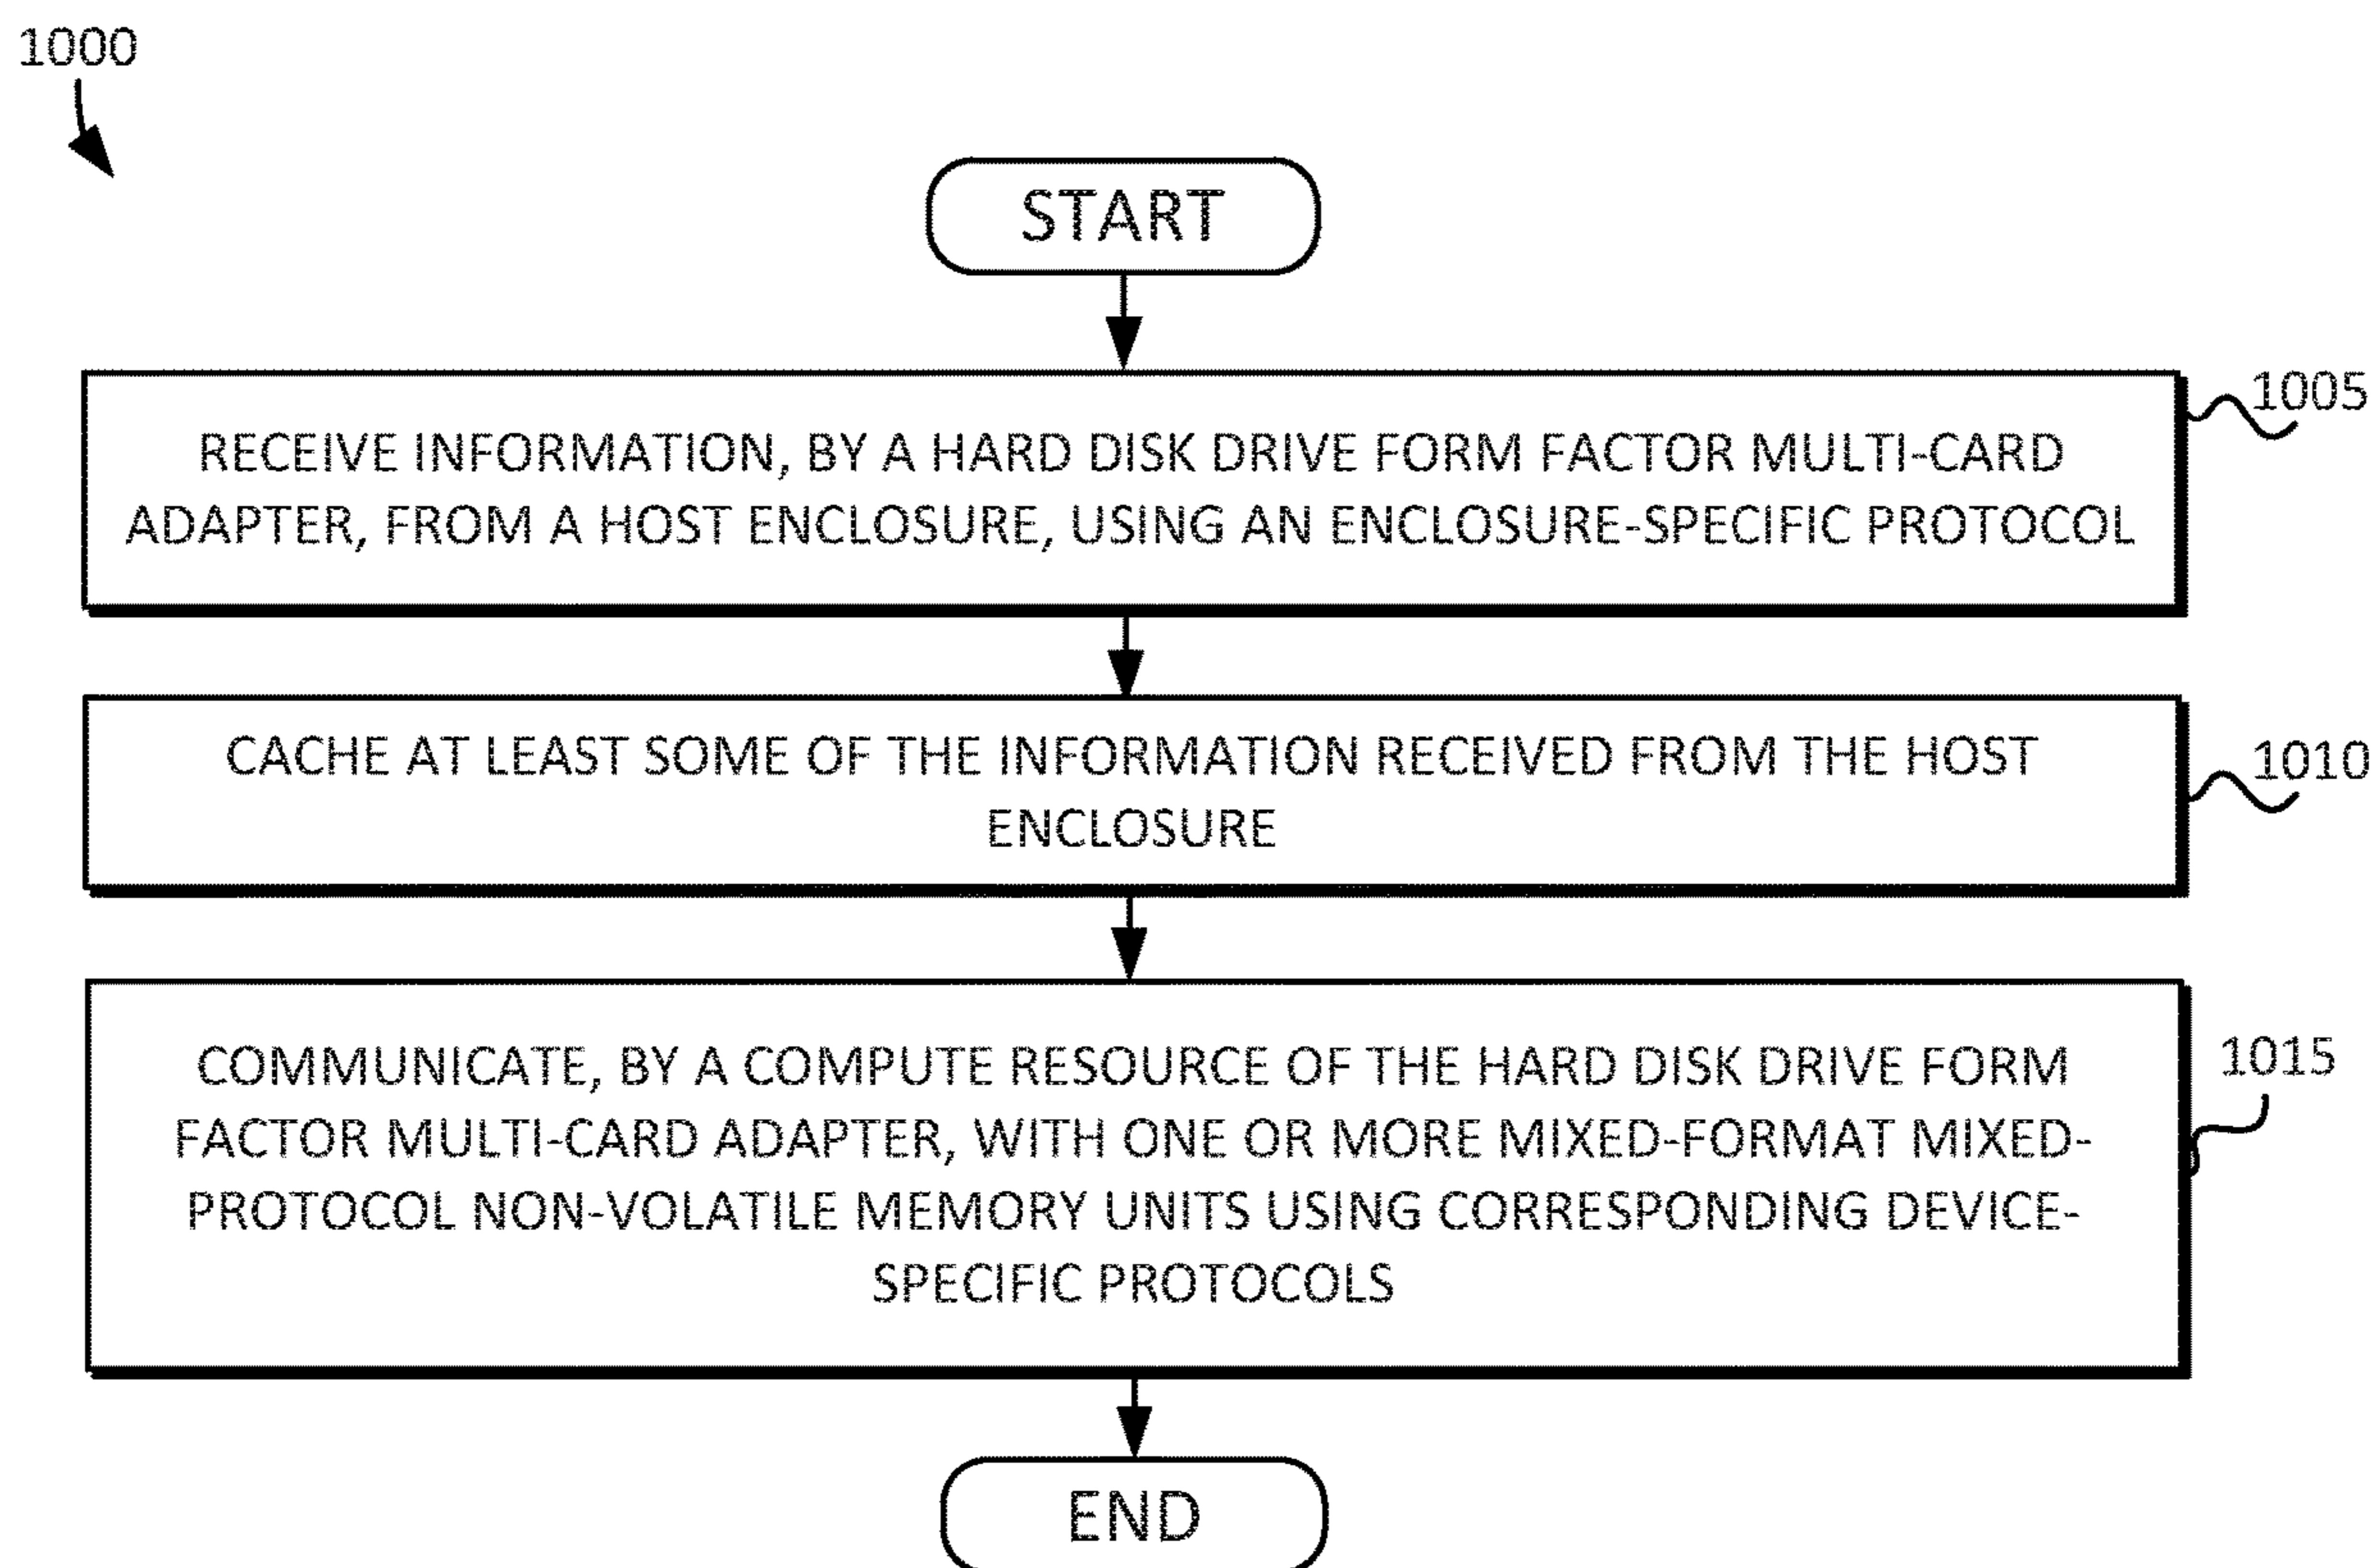 1000
START
1005
RECEIVE INFORMATION, BY A HARD DISK DRIVE FORM FACTOR MULTI-CARD
ADAPTER, FROM A HOST ENCLOSURE, USING AN ENCLOSURE-SPECIFIC PROTOCOL
CACHE AT LEAST SOME OF THE INFORMATION RECEIVED FROM THE HOST
ENCLOSURE
1010
COMMUNICATE, BY A COMPUTE RESOURCE OF THE HARD DISK DRIVE FORM
FACTOR MULTI-CARD ADAPTER, WITH ONE OR MORE MIXED-FORMAT MIXED-
PROTOCOL NON-VOLATILE MEMORY UNITS USING CORRESPONDING DEVICE-
SPECIFIC PROTOCOLS
1015
END